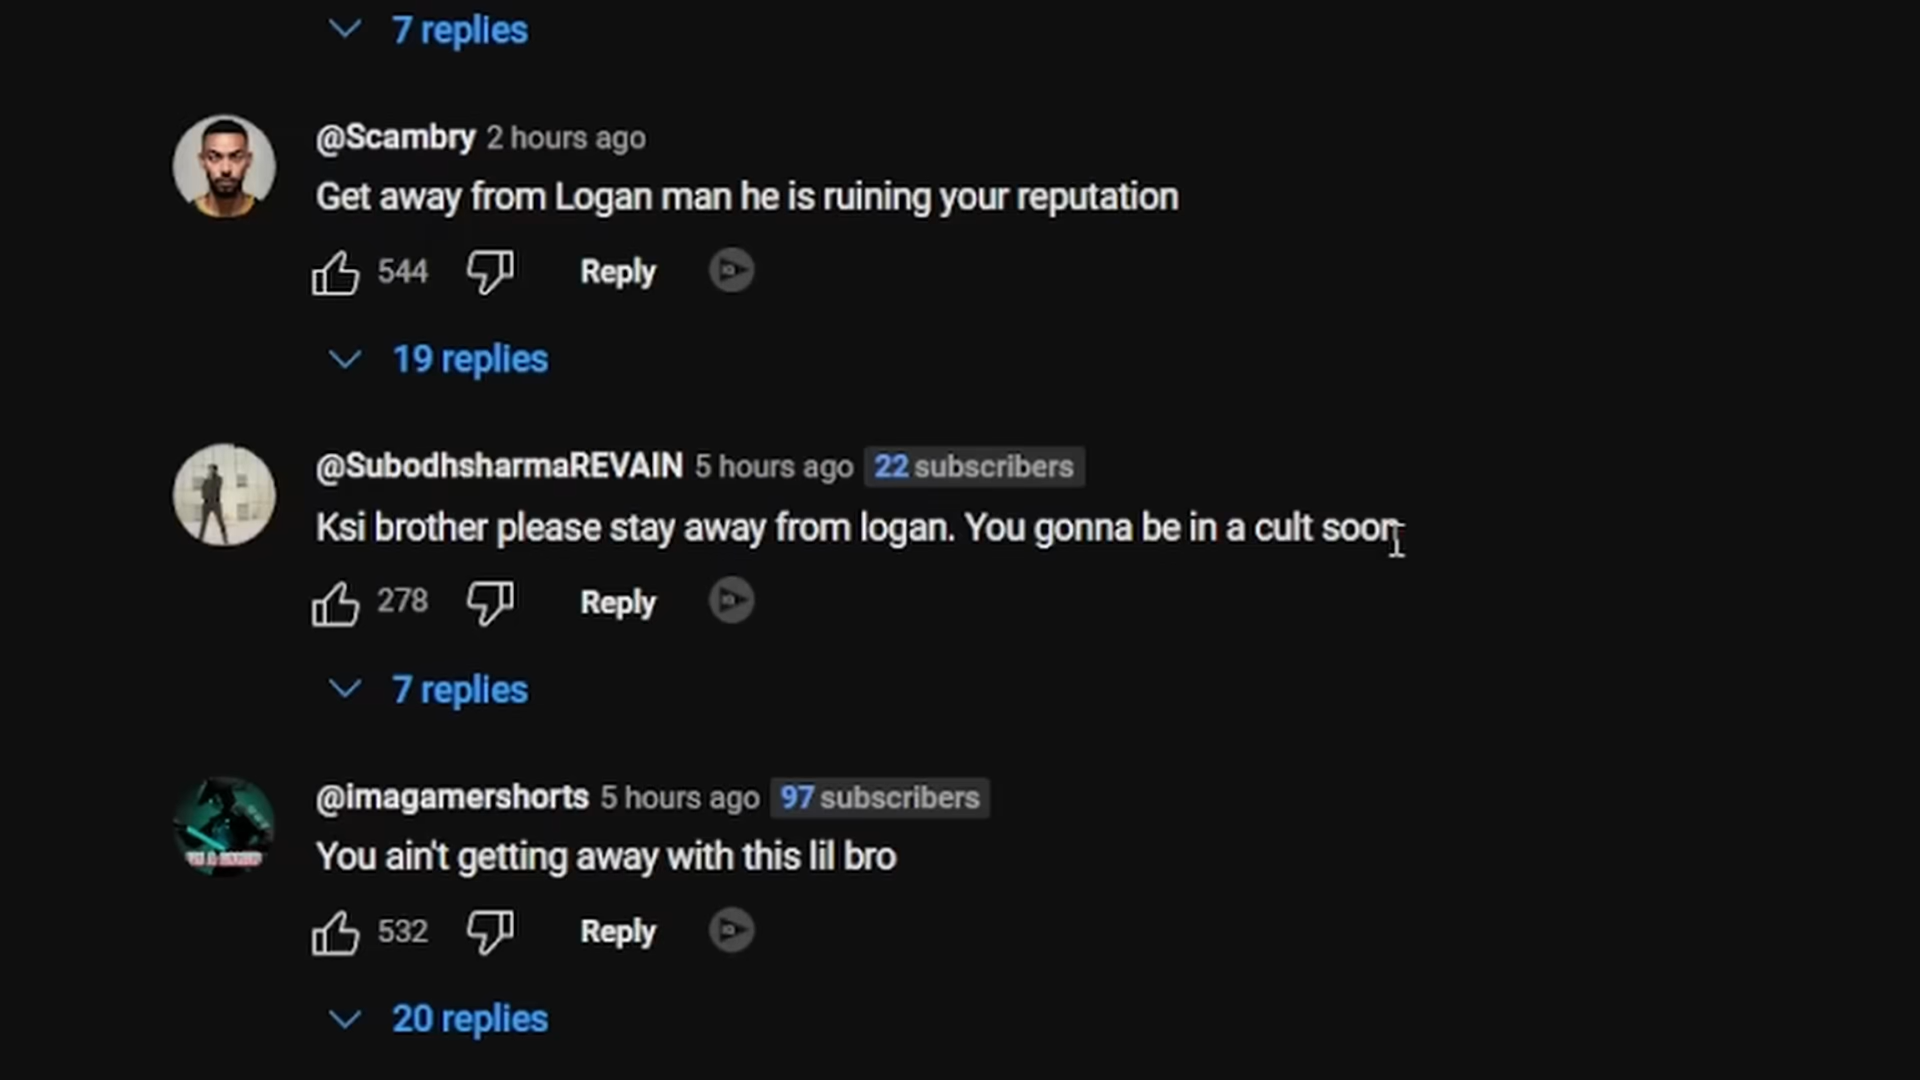 7 replies
@Scambry 2 hours ago
Get away from Logan man he is ruining your reputation
544 Reply
19 replies
@SubodhsharmaREVAIN 5 hours ago 22 subscribers
Ksi brother please stay away from logan. You gonna be in a cult soon
278 Reply
7 replies
@imagamershorts 5 hours ago 97 subscribers
You ain't getting away with this lil bro
532 Reply
20 replies